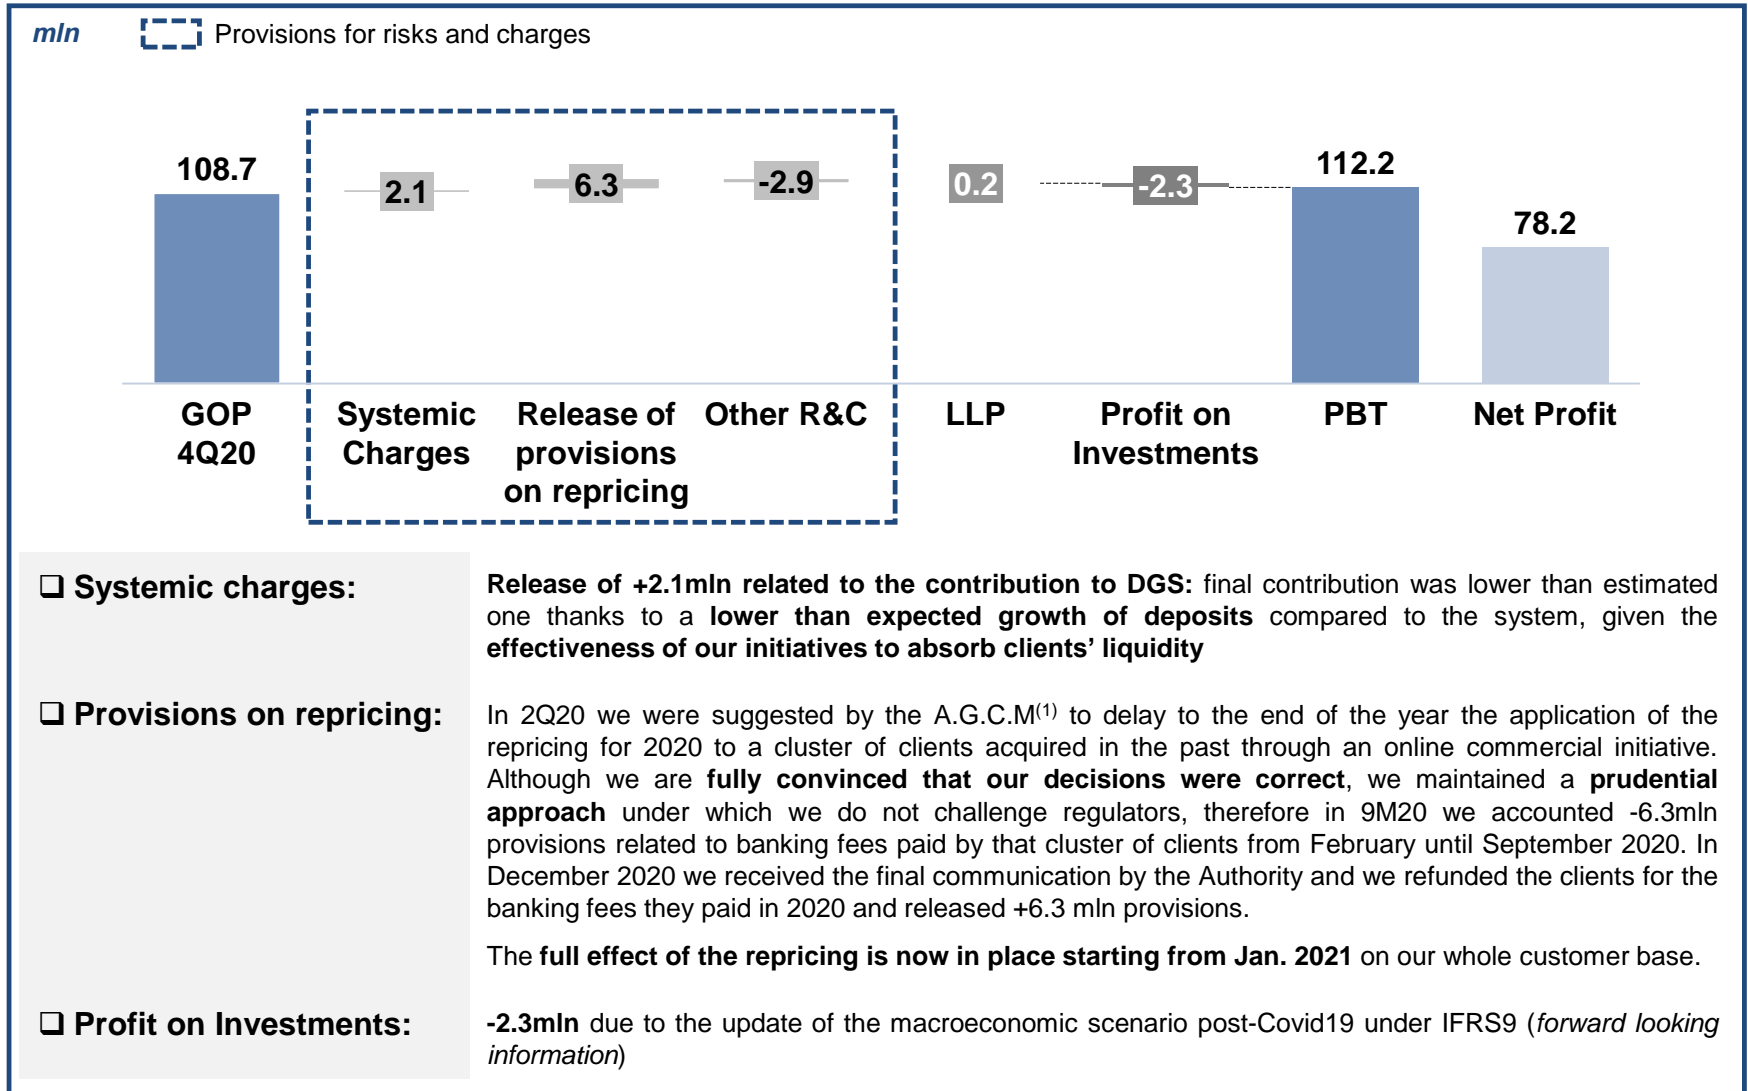 mln Provisions for risks and charges
108.7 2.1 6.3 -2.9 0.2 -2.3 112.2 78.2
GOP 4Q20
Systemic Charges
Release of provisions on repricing
Other R&C
LLP
Profit on Investments
PBT
Net Profit
❑ Systemic charges:
Release of +2.1mln related to the contribution to DGS: final contribution was lower than estimated
one thanks to a lower than expected growth of deposits compared to the system, given the
effectiveness of our initiatives to absorb clients’ liquidity
❑ Provisions on repricing:
In 2Q20 we were suggested by the A.G.C.M(1) to delay to the end of the year the application of the
repricing for 2020 to a cluster of clients acquired in the past through an online commercial initiative.
Although we are fully convinced that our decisions were correct, we maintained a prudential
approach under which we do not challenge regulators, therefore in 9M20 we accounted -6.3mln
provisions related to banking fees paid by that cluster of clients from February until September 2020. In
December 2020 we received the final communication by the Authority and we refunded the clients for the
banking fees they paid in 2020 and released +6.3 mln provisions.
The full effect of the repricing is now in place starting from Jan. 2021 on our whole customer base.
❑ Profit on Investments:
-2.3mln due to the update of the macroeconomic scenario post-Covid19 under IFRS9 (forward looking
information)